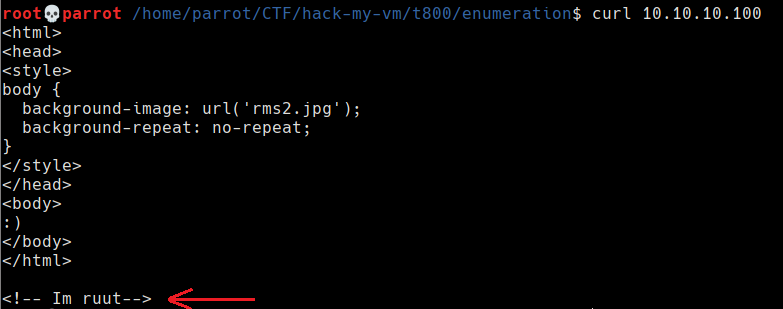 root💀parrot /home/parrot/CTF/hack-my-vm/t800/enumeration$ curl 10.10.10.100
<html>
<head>
<style>
body {
  background-image: url('rms2.jpg');
  background-repeat: no-repeat;
}
</style>
</head>
<body>
:)
</body>
</html>

<!-- Im ruut-->